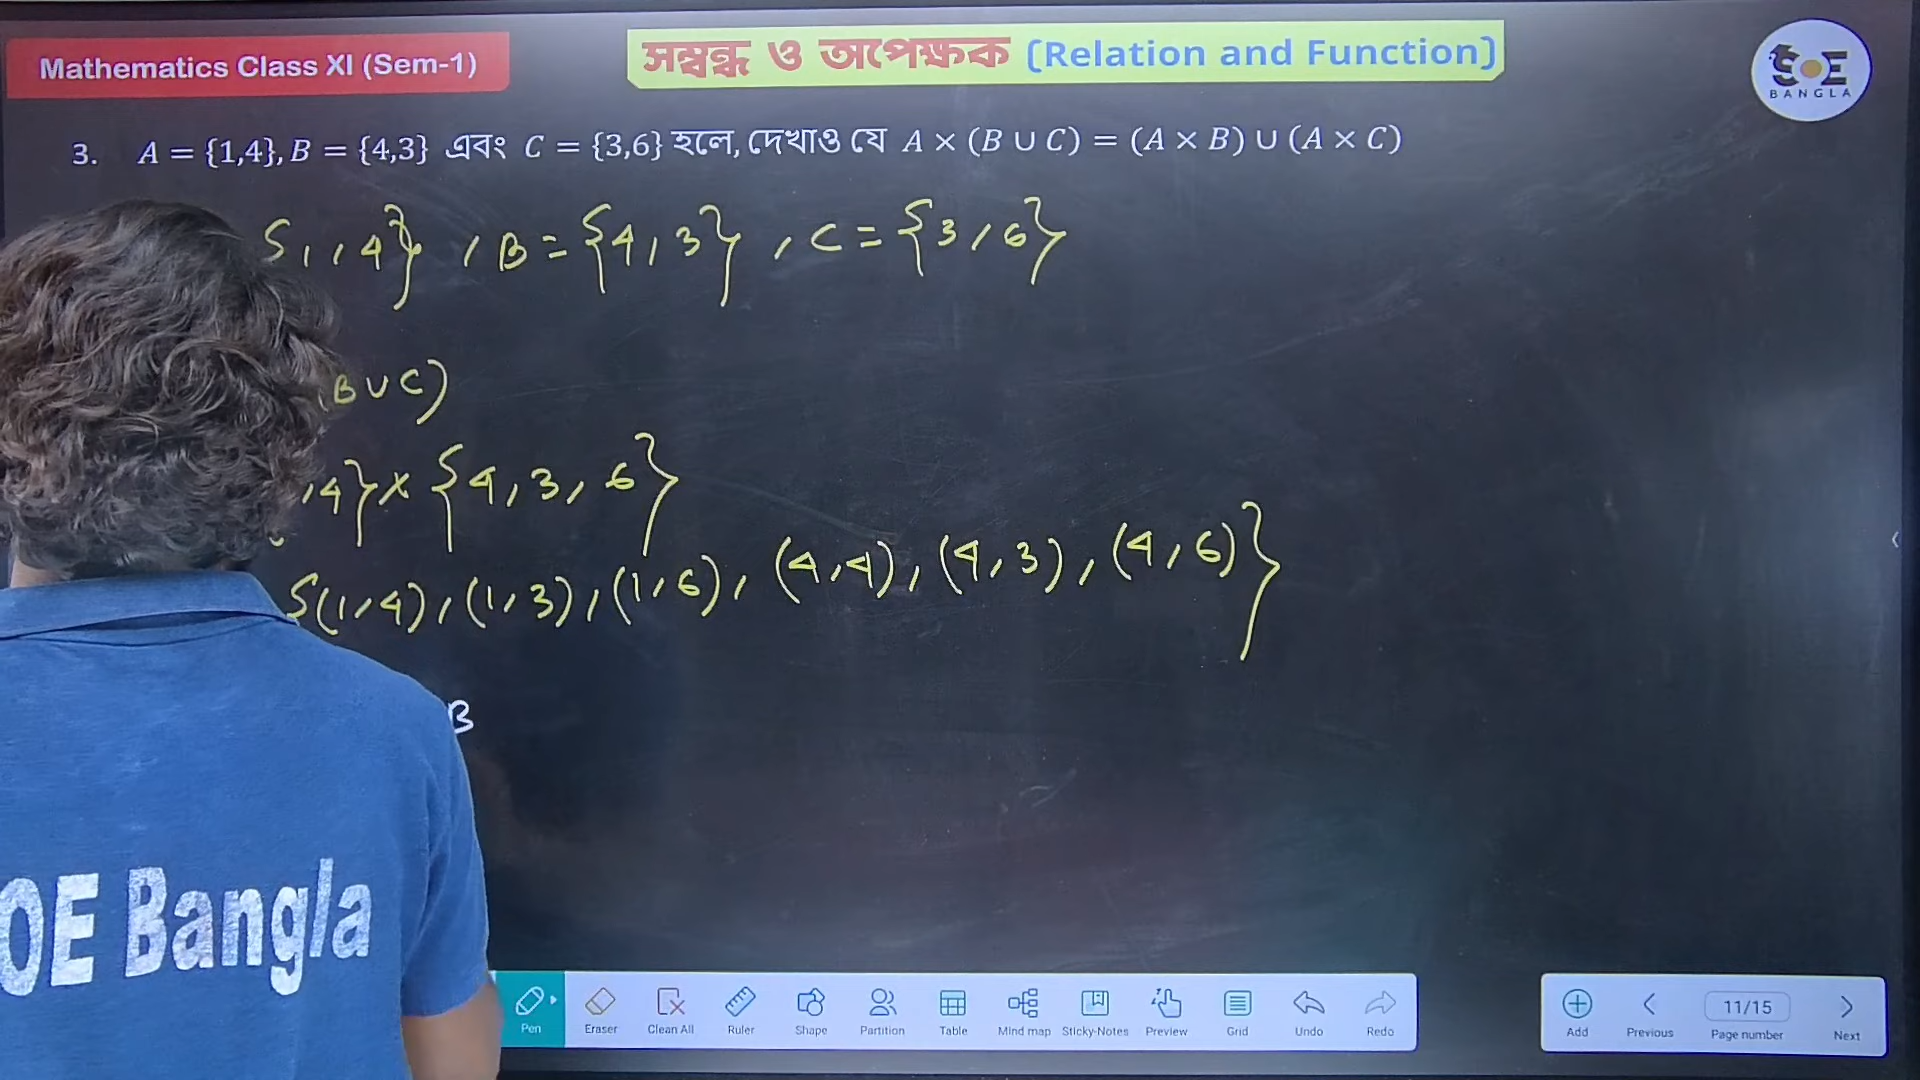 Mathematics Class XI (Sem-1)
সম্বন্ধ ও অপেক্ষক (Relation and Function)
SOE
BANGLA
3. A = {1,4}, B = {4,3} এবং C = {3,6} হলে, দেখাও যে A × (B ∪ C) = (A × B) ∪ (A × C)
{1,4}, B = {4,3}, C = {3,6}
(B∪C)
,4} × {4,3,6}
{(1,4),(1,3),(1,6),(4,4),(4,3),(4,6)}
B
OE Bangla
Pen Eraser Clean All Ruler Shape Partition Table Mind map Sticky-Notes Preview Grid Undo Redo
Add Previous 11/15 Page number Next